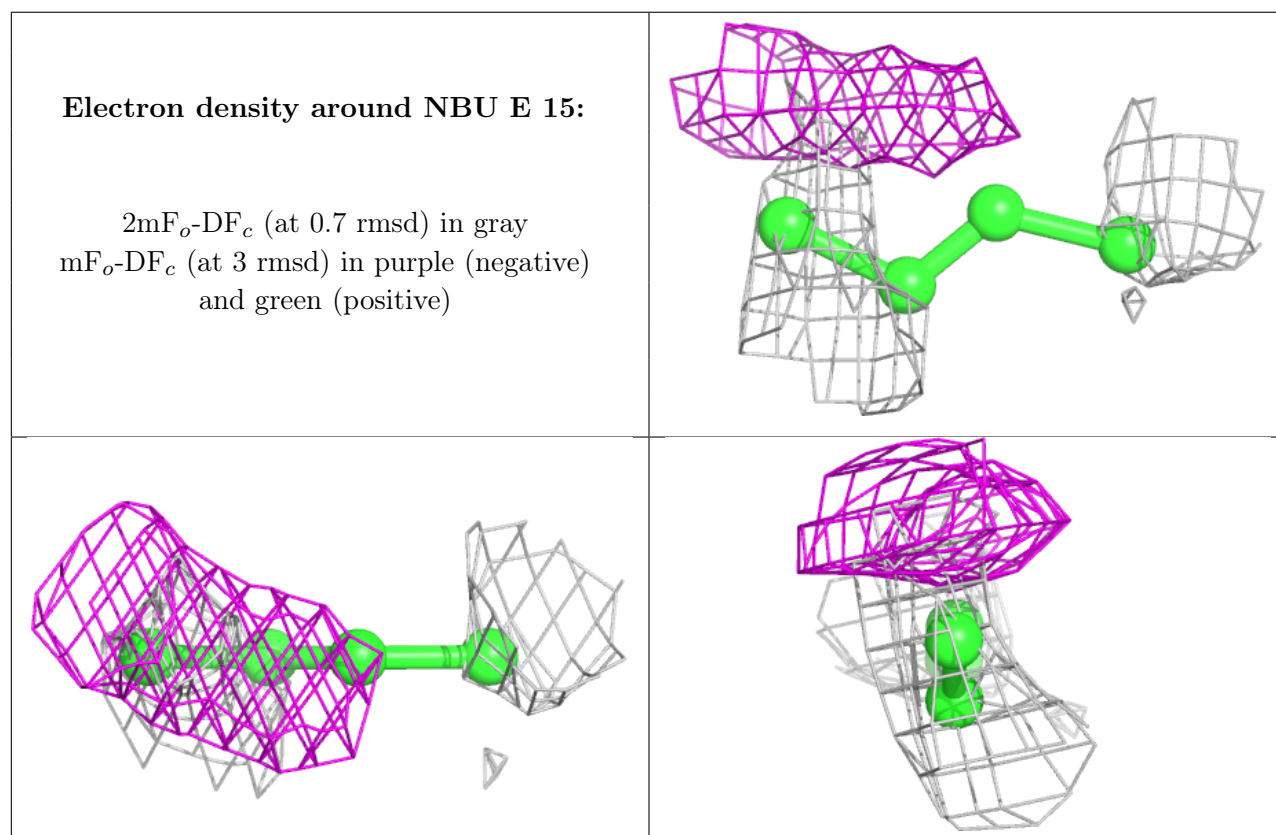 Electron density around NBU E 15:
2mFo-DFc (at 0.7 rmsd) in gray
mFo-DFc (at 3 rmsd) in purple (negative)
and green (positive)